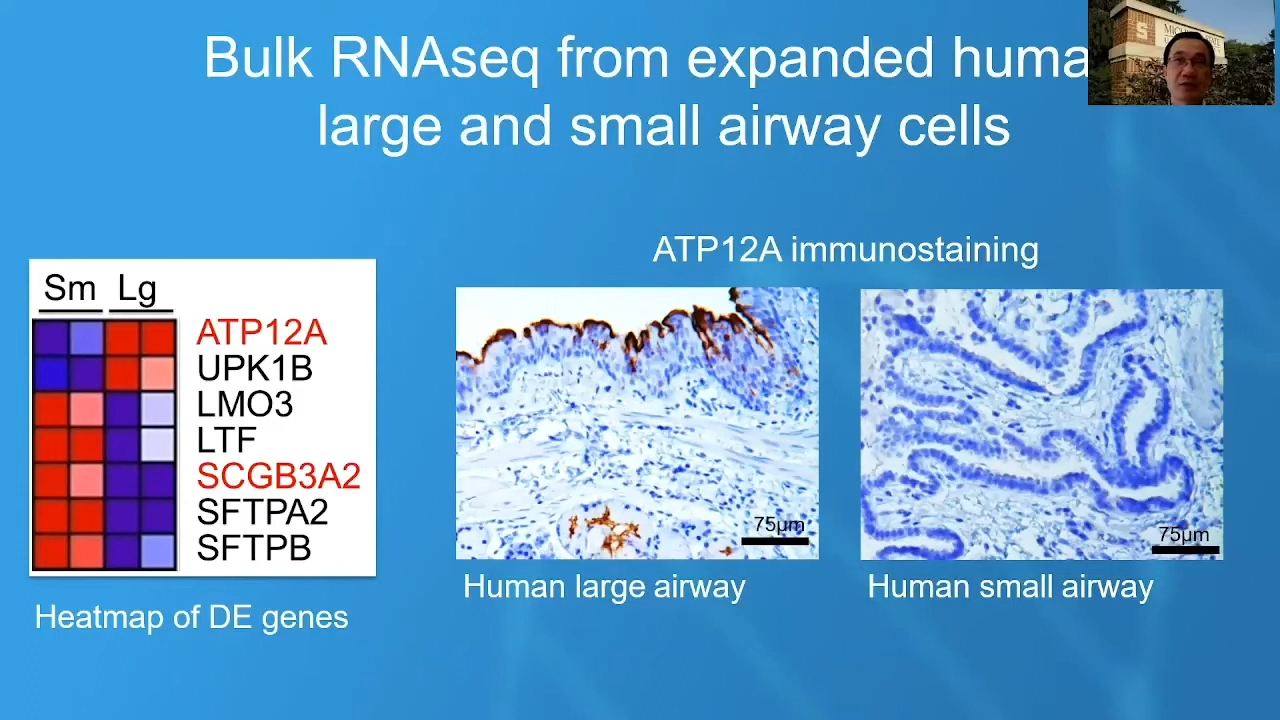 Bulk RNAseq from expanded huma
large and small airway cells
ATP12A immunostaining
Sm Lg
ATP12A
UPK1B
LMO3
LTF
SCGB3A2
SFTPA2
SFTPB
Heatmap of DE genes
75µm
Human large airway
75µm
Human small airway
S